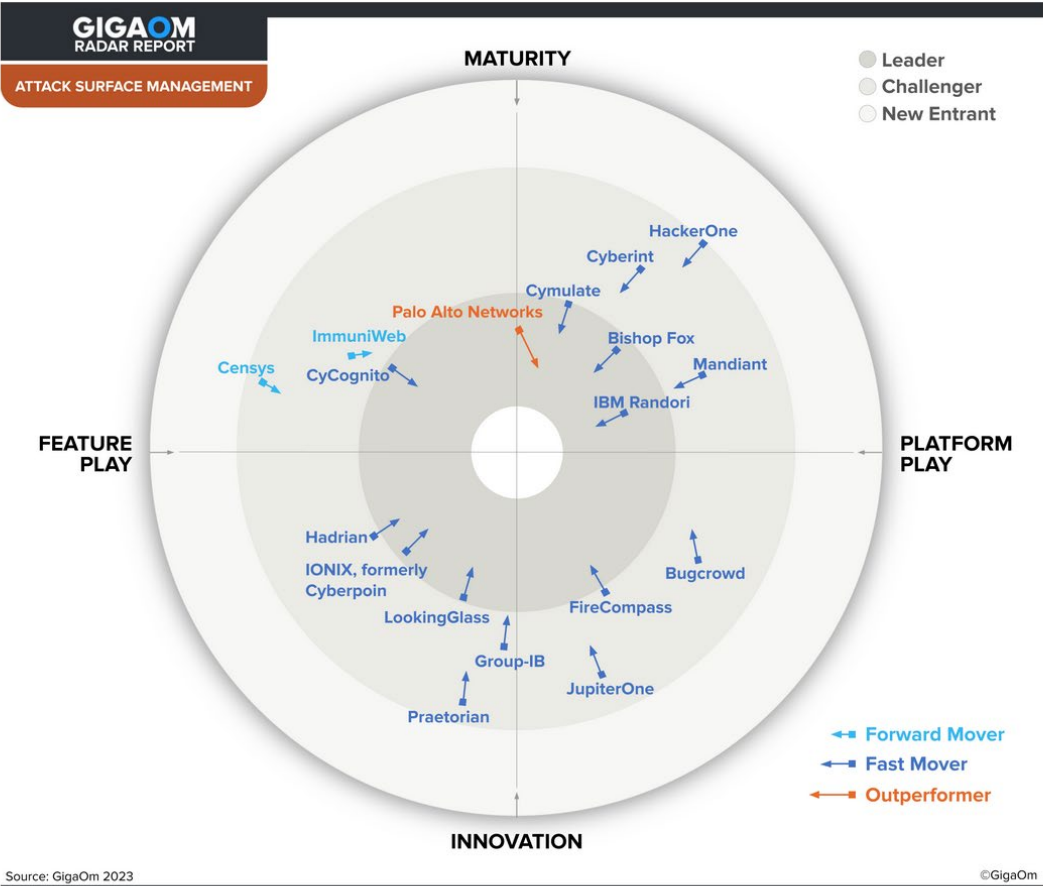 GIGAOM
RADAR REPORT
ATTACK SURFACE MANAGEMENT
MATURITY
Leader
Challenger
New Entrant
HackerOne
Cyberint
Cymulate
Palo Alto Networks
ImmuniWeb
Bishop Fox
Censys
CyCognito
Mandiant
IBM Randori
FEATURE
PLAY
PLATFORM
PLAY
Hadrian
IONIX, formerly
Cyberpoin
Bugcrowd
LookingGlass
FireCompass
Group-IB
JupiterOne
Praetorian
Forward Mover
Fast Mover
Outperformer
INNOVATION
Source: GigaOm 2023
©GigaOm